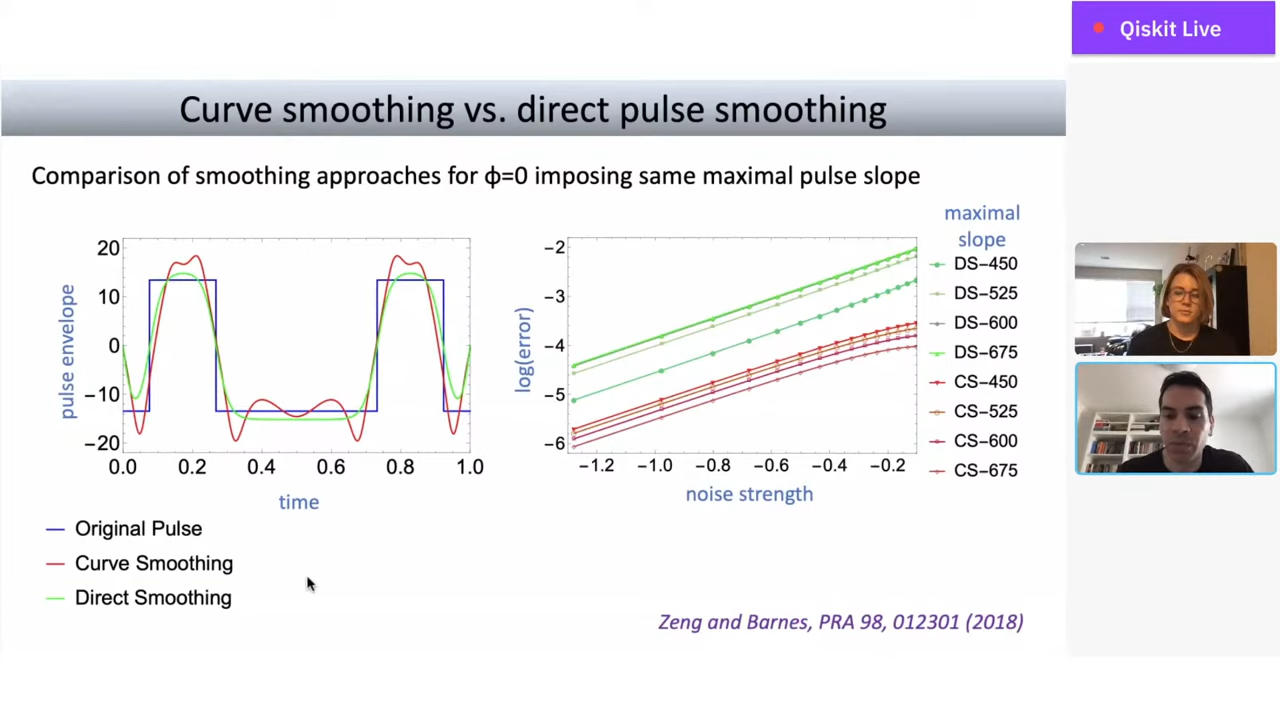 Qiskit Live
Curve smoothing vs. direct pulse smoothing
Comparison of smoothing approaches for ϕ=0 imposing same maximal pulse slope
pulse envelope
20
10
0
−10
−20
0.0 0.2 0.4 0.6 0.8 1.0
time
Original Pulse
Curve Smoothing
Direct Smoothing
log(error)
−2
−3
−4
−5
−6
−1.2 −1.0 −0.8 −0.6 −0.4 −0.2
noise strength
maximal
slope
DS−450
DS−525
DS−600
DS−675
CS−450
CS−525
CS−600
CS−675
Zeng and Barnes, PRA 98, 012301 (2018)